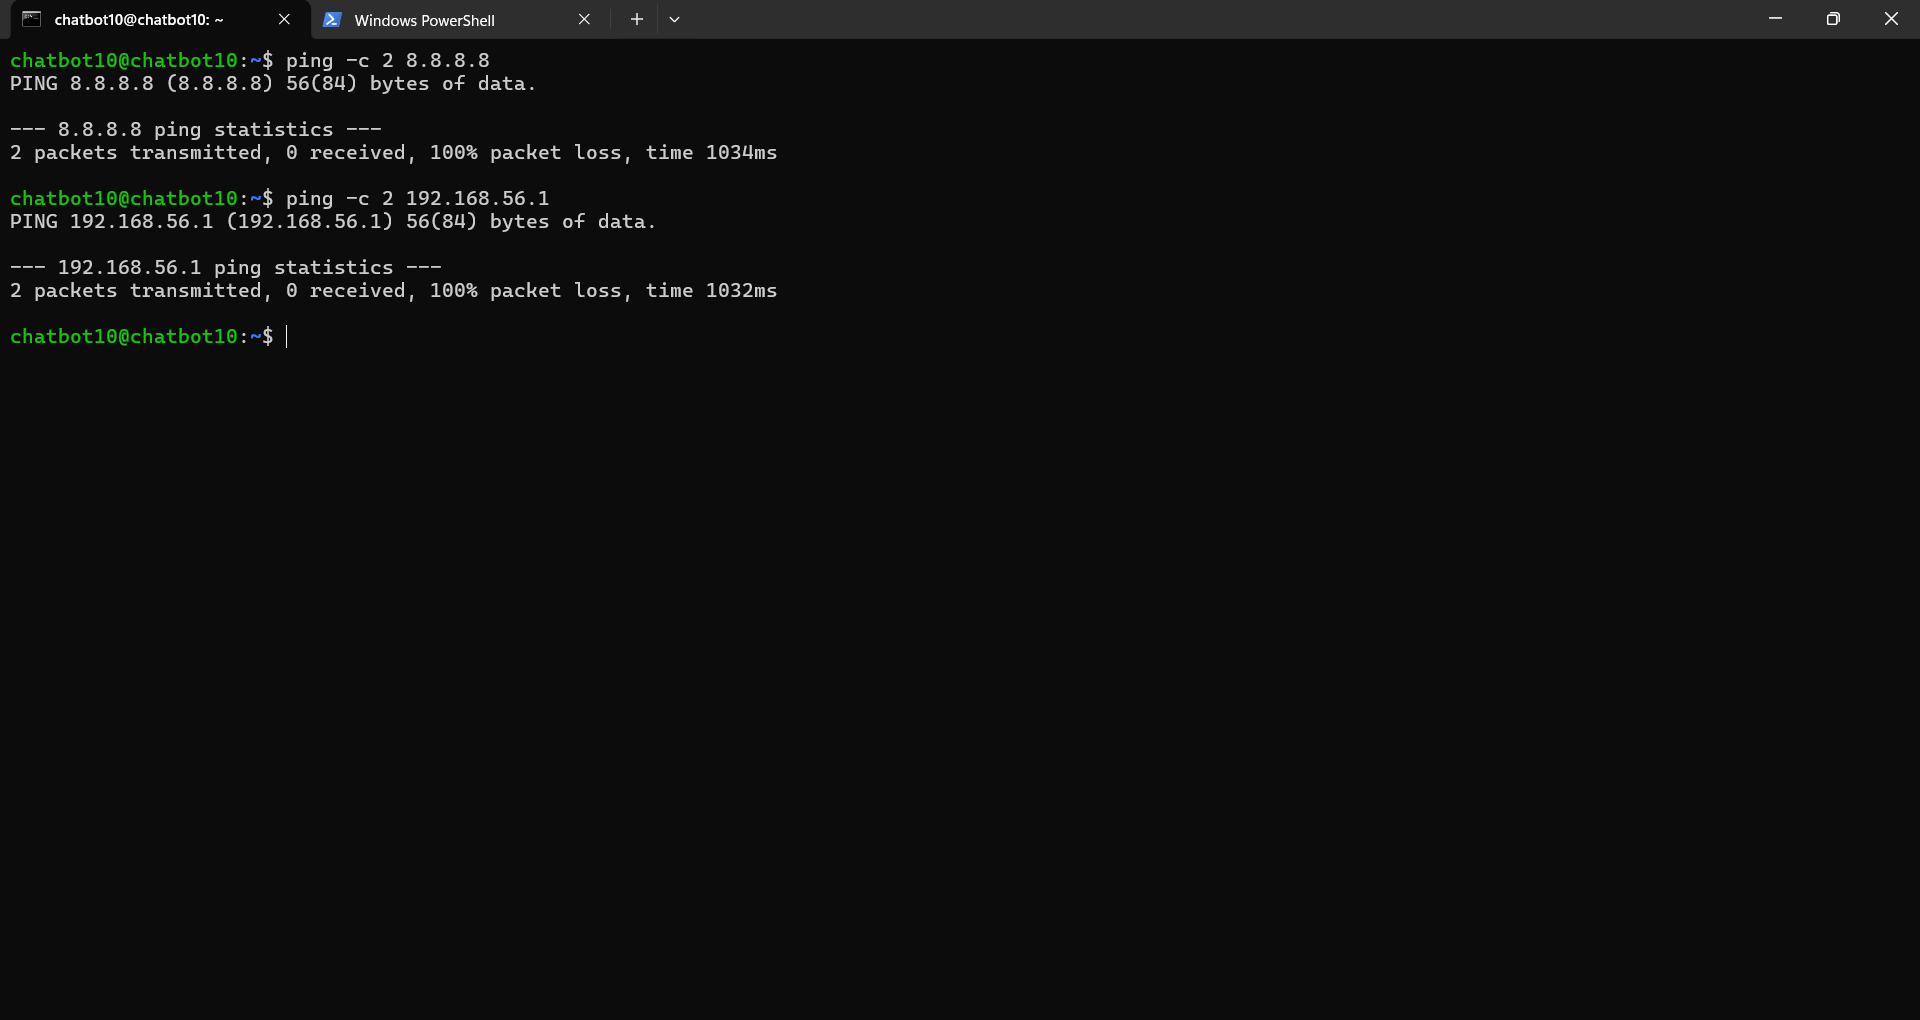 chatbot10@chatbot10: ~
Windows PowerShell
chatbot10@chatbot10:~$ ping -c 2 8.8.8.8
PING 8.8.8.8 (8.8.8.8) 56(84) bytes of data.
--- 8.8.8.8 ping statistics ---
2 packets transmitted, 0 received, 100% packet loss, time 1034ms
chatbot10@chatbot10:~$ ping -c 2 192.168.56.1
PING 192.168.56.1 (192.168.56.1) 56(84) bytes of data.
--- 192.168.56.1 ping statistics ---
2 packets transmitted, 0 received, 100% packet loss, time 1032ms
chatbot10@chatbot10:~$